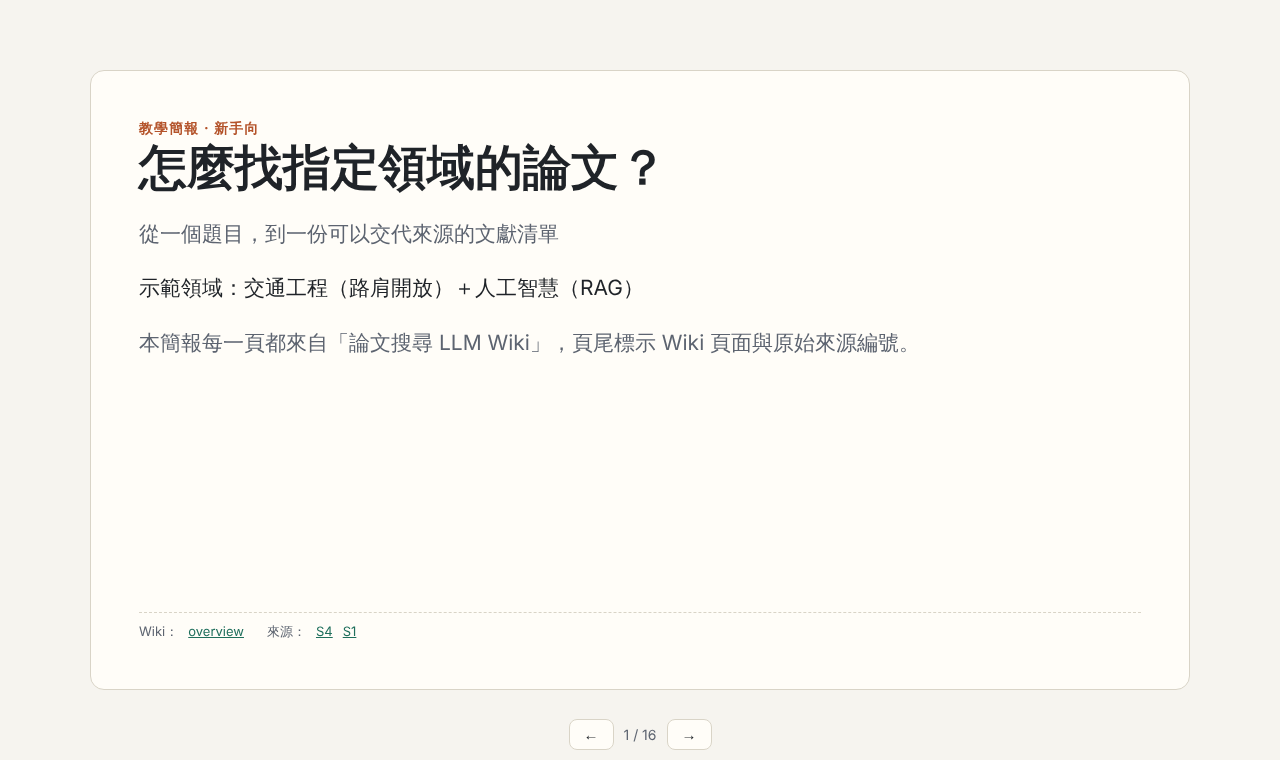 教學簡報 · 新手向
怎麼找指定領域的論文？
從一個題目，到一份可以交代來源的文獻清單
示範領域：交通工程（路肩開放）＋人工智慧（RAG）
本簡報每一頁都來自「論文搜尋 LLM Wiki」，頁尾標示 Wiki 頁面與原始來源編號。
Wiki： overview 來源： S4 S1
← 1 / 16 →